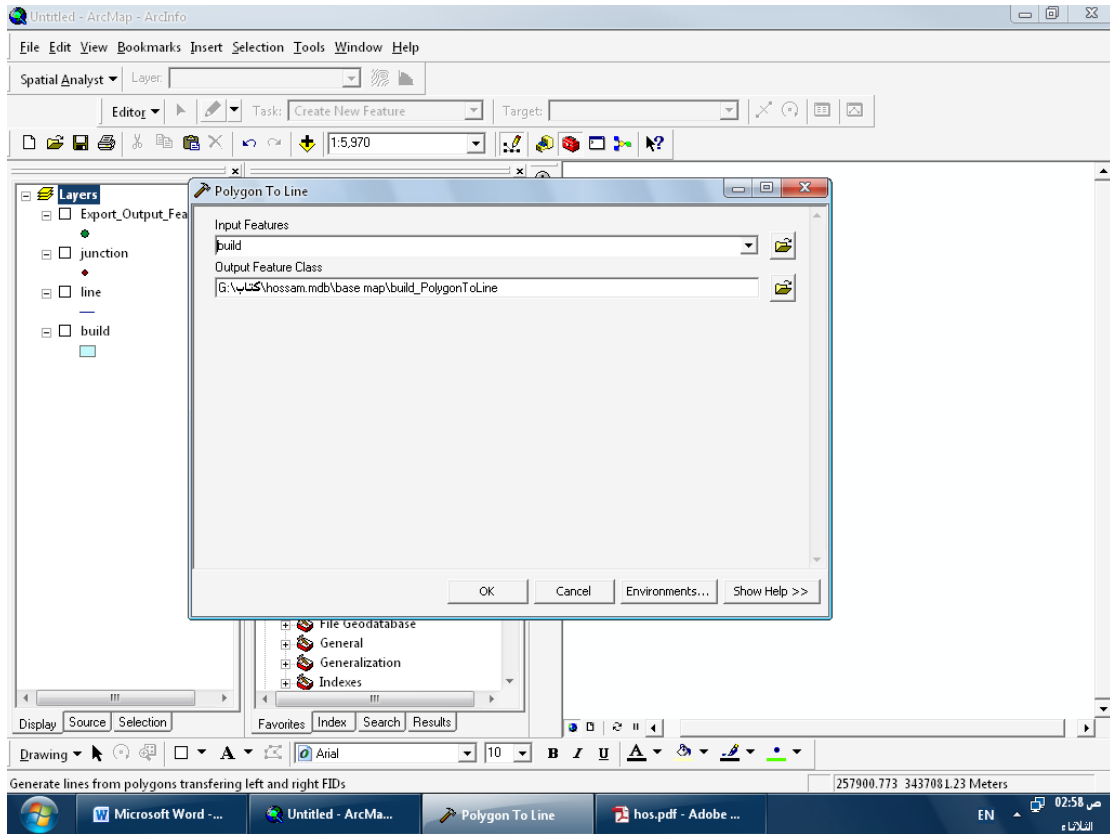 Untitled - ArcMap - ArcInfo
File Edit View Bookmarks Insert Selection Tools Window Help
Spatial Analyst Layer:
Editor Task: Create New Feature Target:
1:5,970
Layers
Export_Output_Fea
junction
line
build
Polygon To Line
Input Features
build
Output Feature Class
G:\كتاب\hossam.mdb\base map\build_PolygonToLine
OK Cancel Environments... Show Help >>
File Geodatabase
General
Generalization
Indexes
Display Source Selection
Favorites Index Search Results
Drawing A Arial 10 B I U A
Generate lines from polygons transfering left and right FIDs
257900.773 3437081.23 Meters
Microsoft Word -... Untitled - ArcMa... Polygon To Line hos.pdf - Adobe ... EN 02:58 ص
الثلاثاء